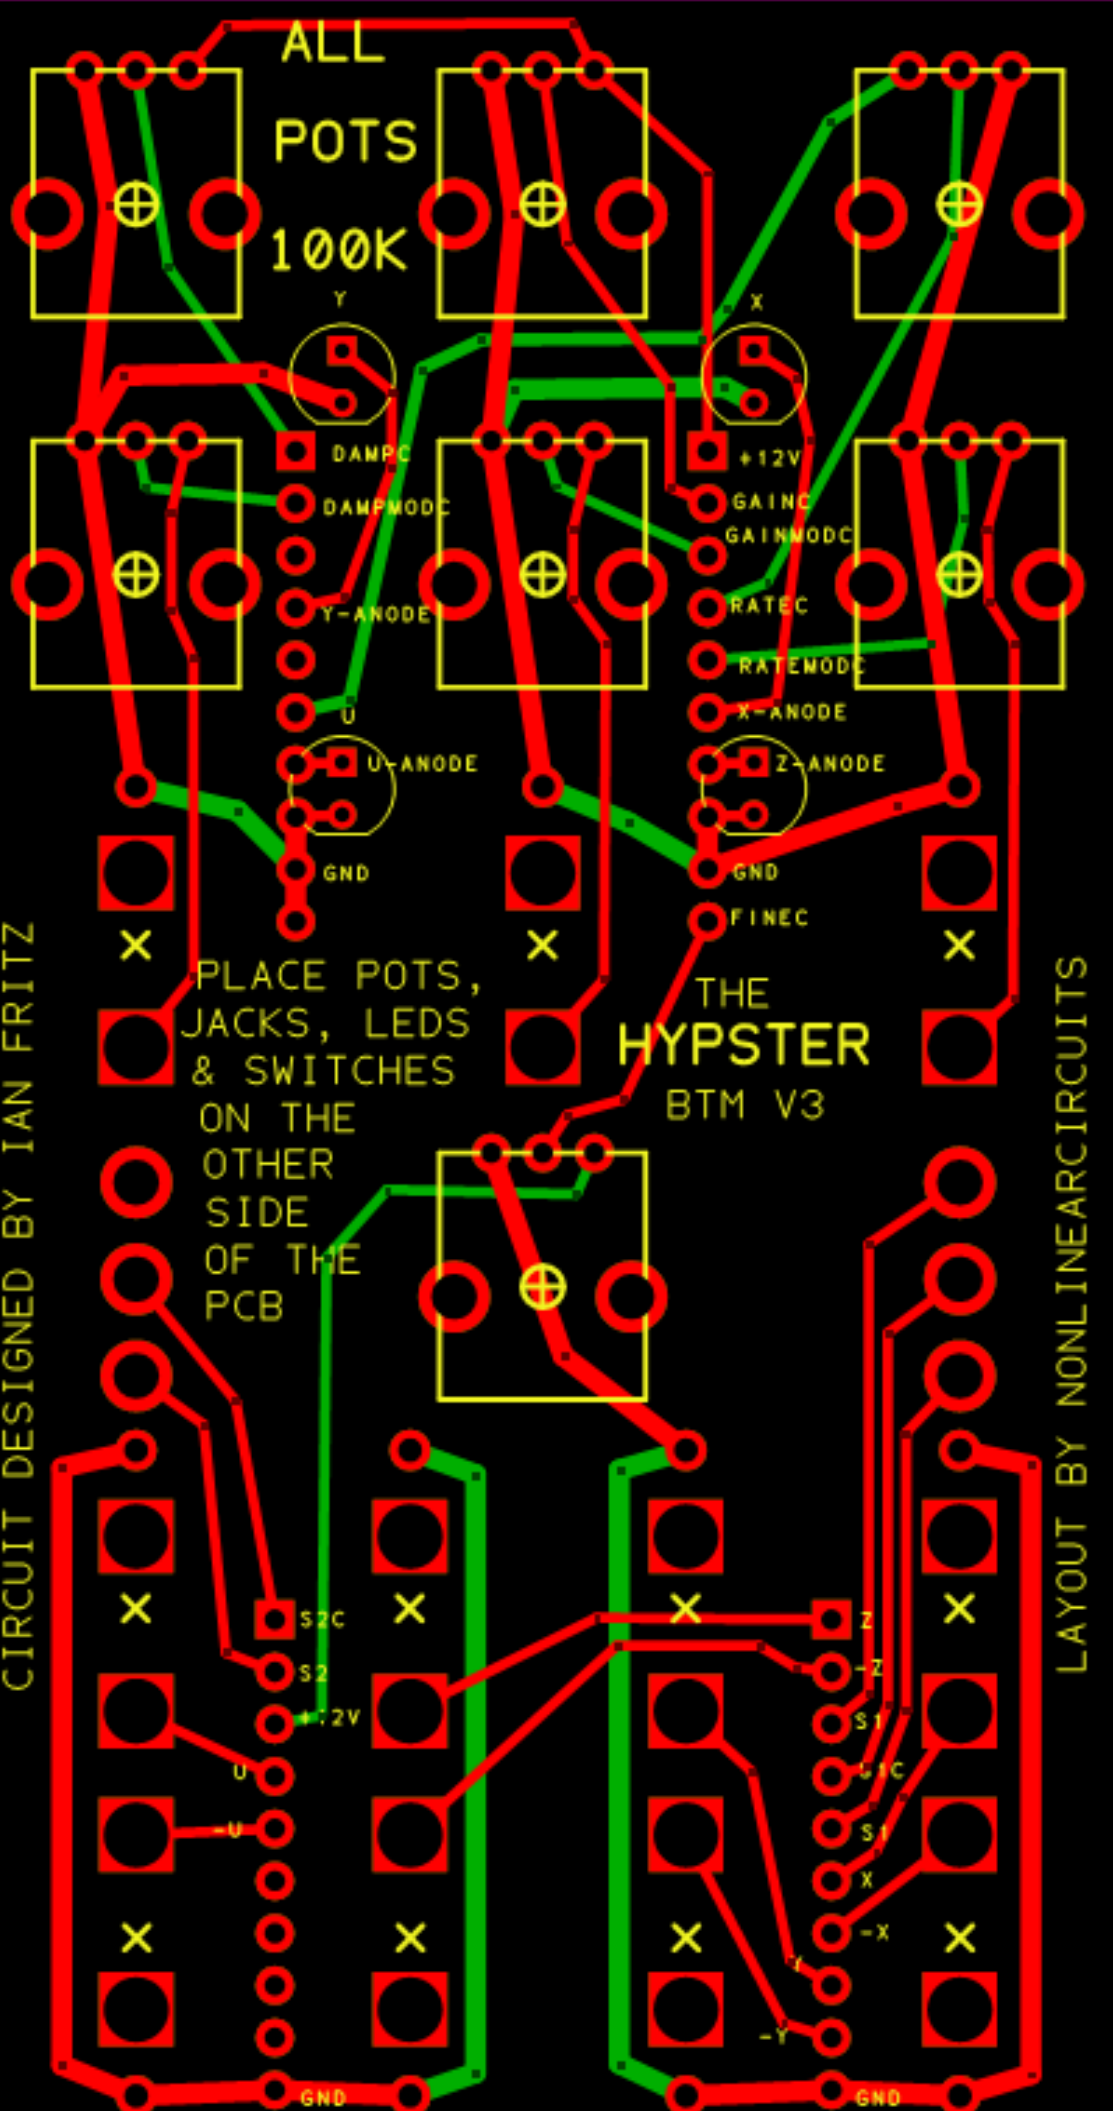 ALL
POTS
100K
Y
X
DAMPC
+12V
DAMPMODC
GAINC
GAINMODC
Y-ANODE
RATEC
RATEMODC
U
X-ANODE
U-ANODE
Z-ANODE
GND
GND
FINEC
PLACE POTS,
JACKS, LEDS
& SWITCHES
ON THE
OTHER
SIDE
OF THE
PCB
THE
HYPSTER
BTM V3
CIRCUIT DESIGNED BY IAN FRITZ
LAYOUT BY NONLINEARCIRCUITS
S2C
S2
+12V
U
-U
GND
Z
-Z
S1
S1C
S1
X
-X
Y
-Y
GND